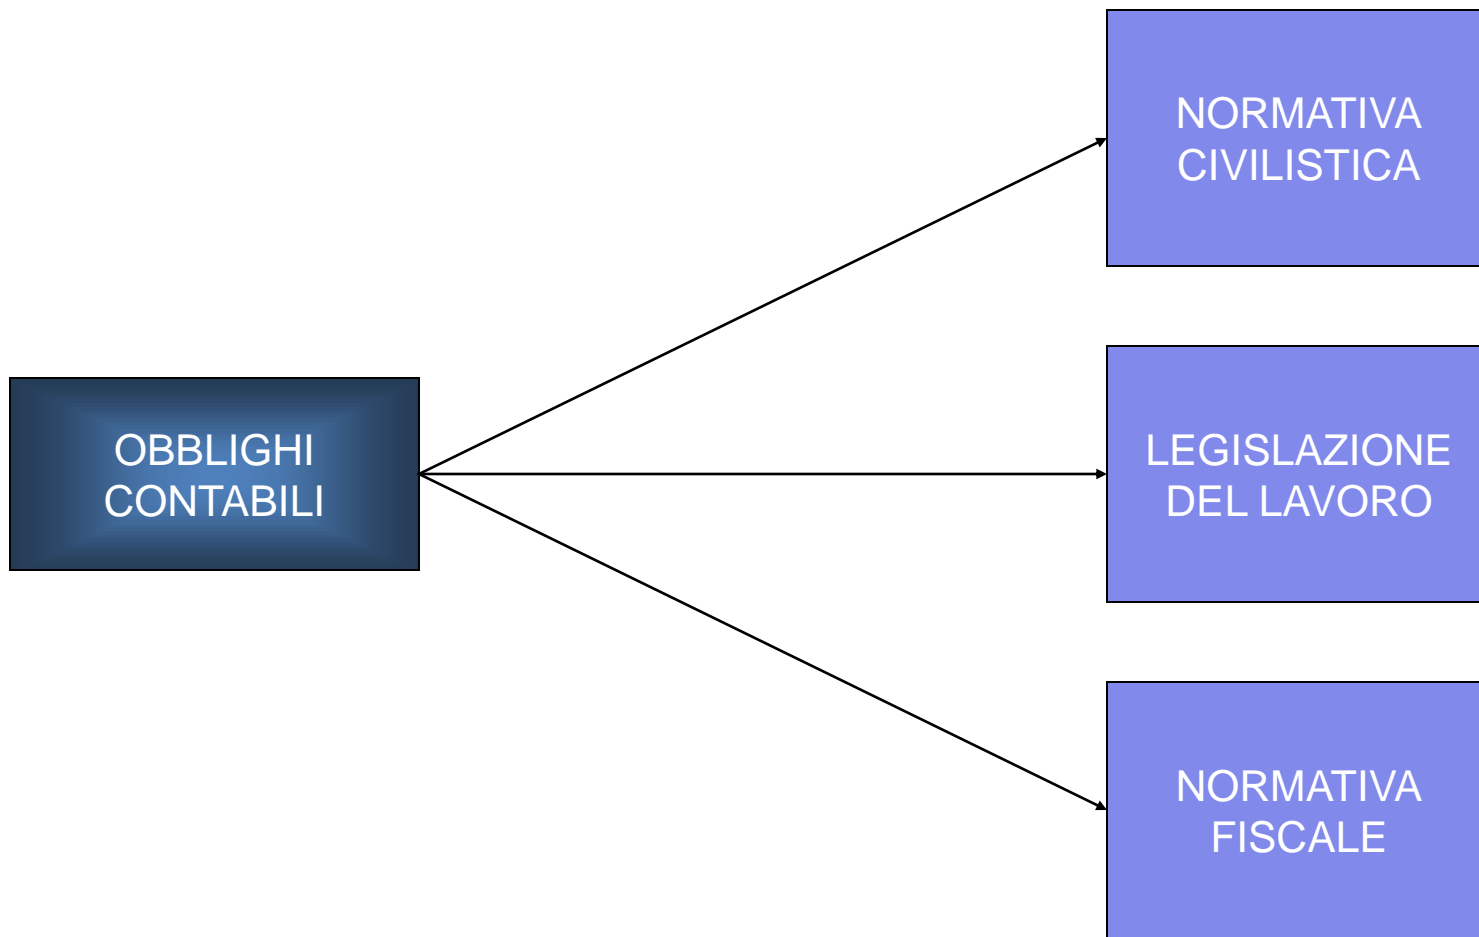 NORMATIVA
CIVILISTICA
OBBLIGHI
CONTABILI
LEGISLAZIONE
DEL LAVORO
NORMATIVA
FISCALE